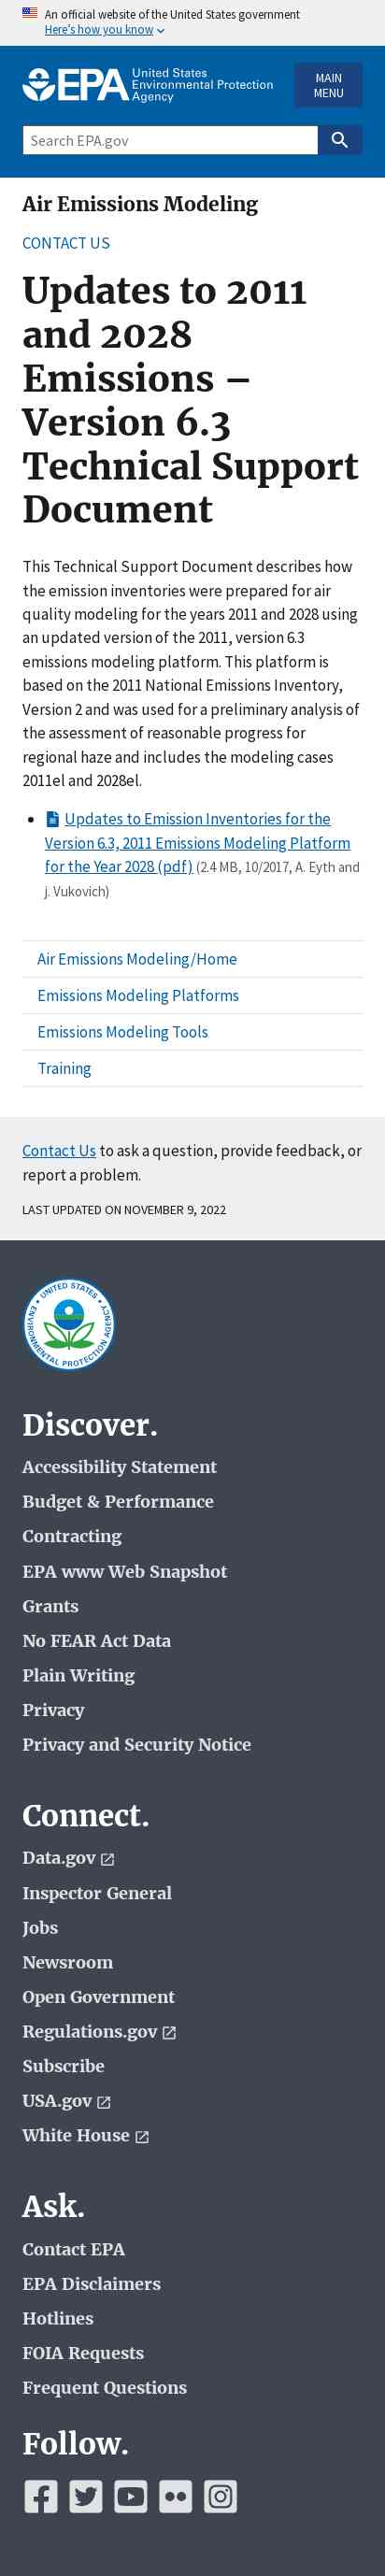 An official website of the United States government
Here's how you know
EPA United States
Environmental Protection
Agency
MAIN
MENU
Search EPA.gov
Air Emissions Modeling
CONTACT US
Updates to 2011
and 2028
Emissions –
Version 6.3
Technical Support
Document
This Technical Support Document describes how
the emission inventories were prepared for air
quality modeling for the years 2011 and 2028 using
an updated version of the 2011, version 6.3
emissions modeling platform. This platform is
based on the 2011 National Emissions Inventory,
Version 2 and was used for a preliminary analysis of
the assessment of reasonable progress for
regional haze and includes the modeling cases
2011el and 2028el.
Updates to Emission Inventories for the
Version 6.3, 2011 Emissions Modeling Platform
for the Year 2028 (pdf) (2.4 MB, 10/2017, A. Eyth and
j. Vukovich)
Air Emissions Modeling/Home
Emissions Modeling Platforms
Emissions Modeling Tools
Training
Contact Us to ask a question, provide feedback, or
report a problem.
LAST UPDATED ON NOVEMBER 9, 2022
UNITED STATES
ENVIRONMENTAL PROTECTION AGENCY
Discover.
Accessibility Statement
Budget & Performance
Contracting
EPA www Web Snapshot
Grants
No FEAR Act Data
Plain Writing
Privacy
Privacy and Security Notice
Connect.
Data.gov
Inspector General
Jobs
Newsroom
Open Government
Regulations.gov
Subscribe
USA.gov
White House
Ask.
Contact EPA
EPA Disclaimers
Hotlines
FOIA Requests
Frequent Questions
Follow.